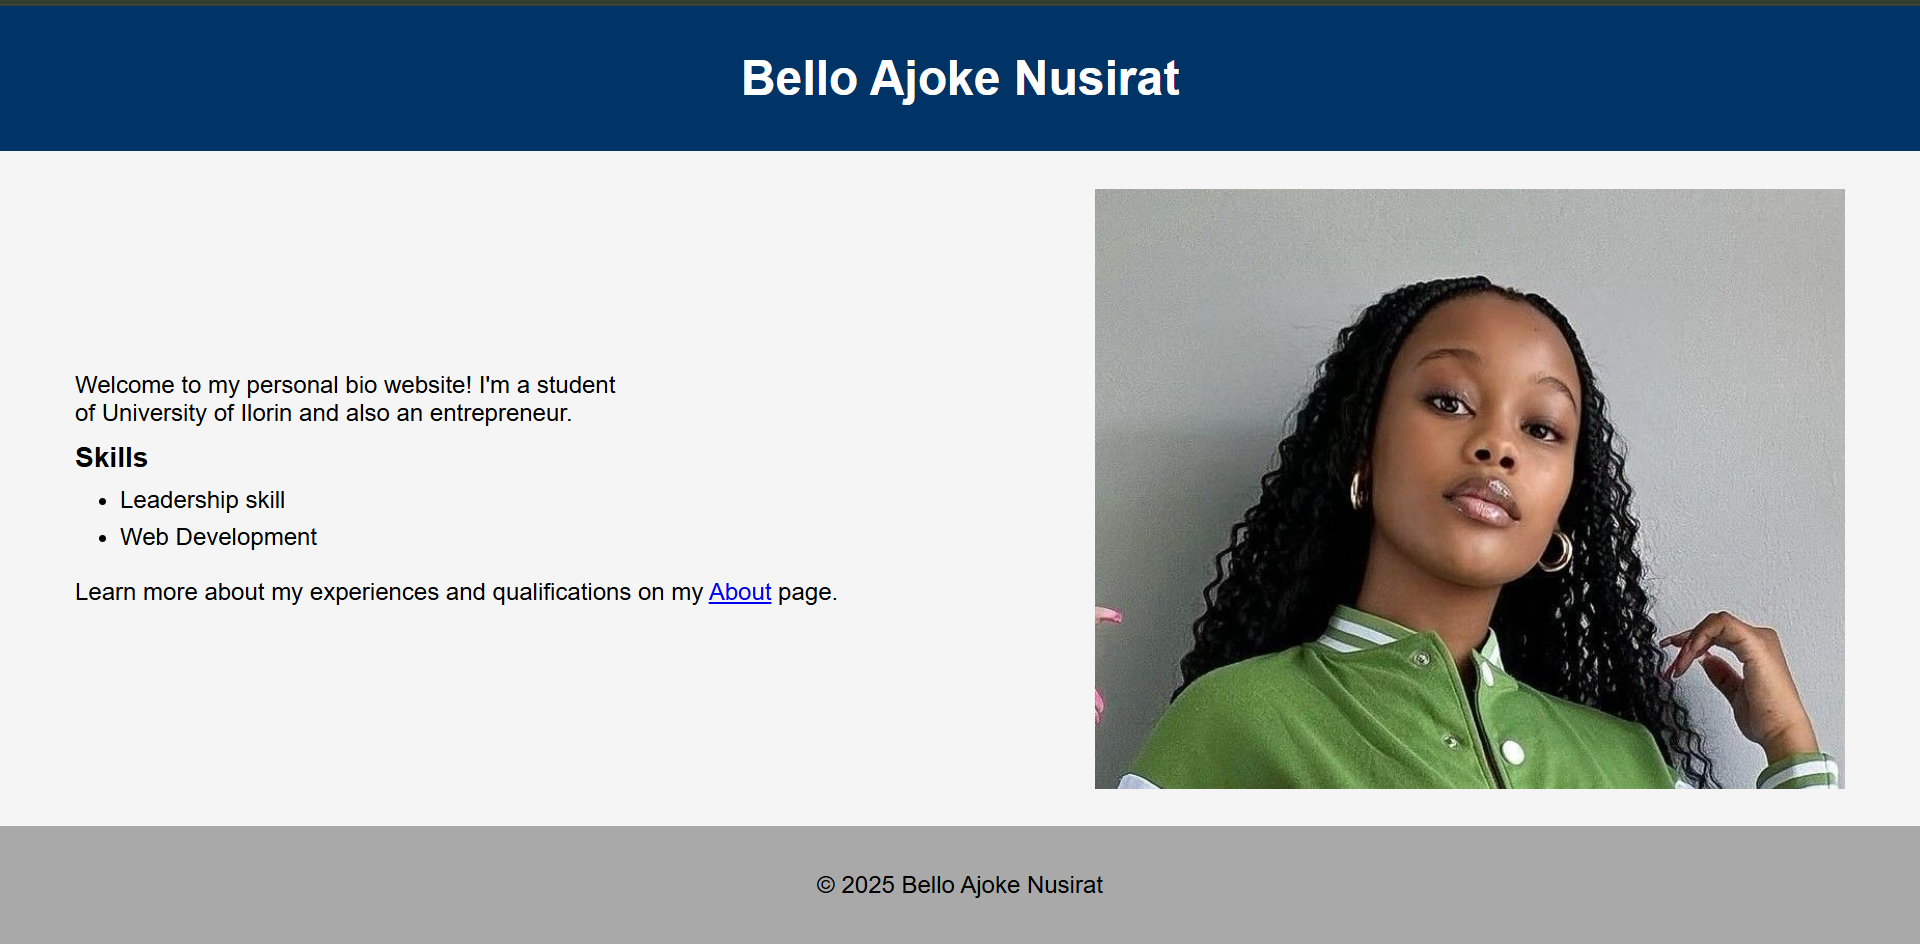 Bello Ajoke Nusirat
Welcome to my personal bio website! I'm a student
of University of Ilorin and also an entrepreneur.
Skills
• Leadership skill
• Web Development
Learn more about my experiences and qualifications on my About page.
© 2025 Bello Ajoke Nusirat